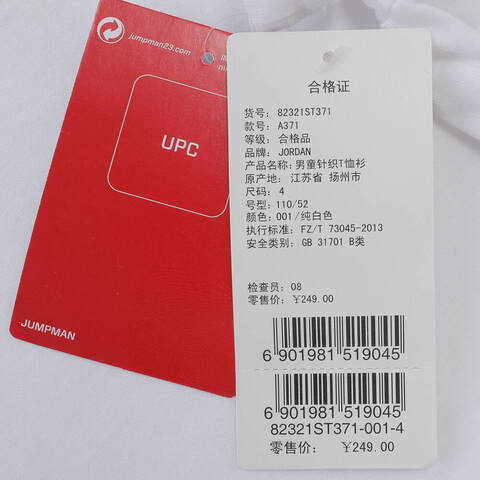 jumpman23.com
UPC
JUMPMAN
合格证
货号: 82321ST371
款号: A371
等级: 合格品
品牌: JORDAN
产品名称: 男童针织T恤衫
原产地: 江苏省 扬州市
尺码: 4
号型: 110/52
颜色: 001/纯白色
执行标准: FZ/T 73045-2013
安全类别: GB 31701 B类
检查员: 08
零售价: ¥249.00
6 901981 519045
6 901981 519045
82321ST371-001-4
零售价: ¥249.00